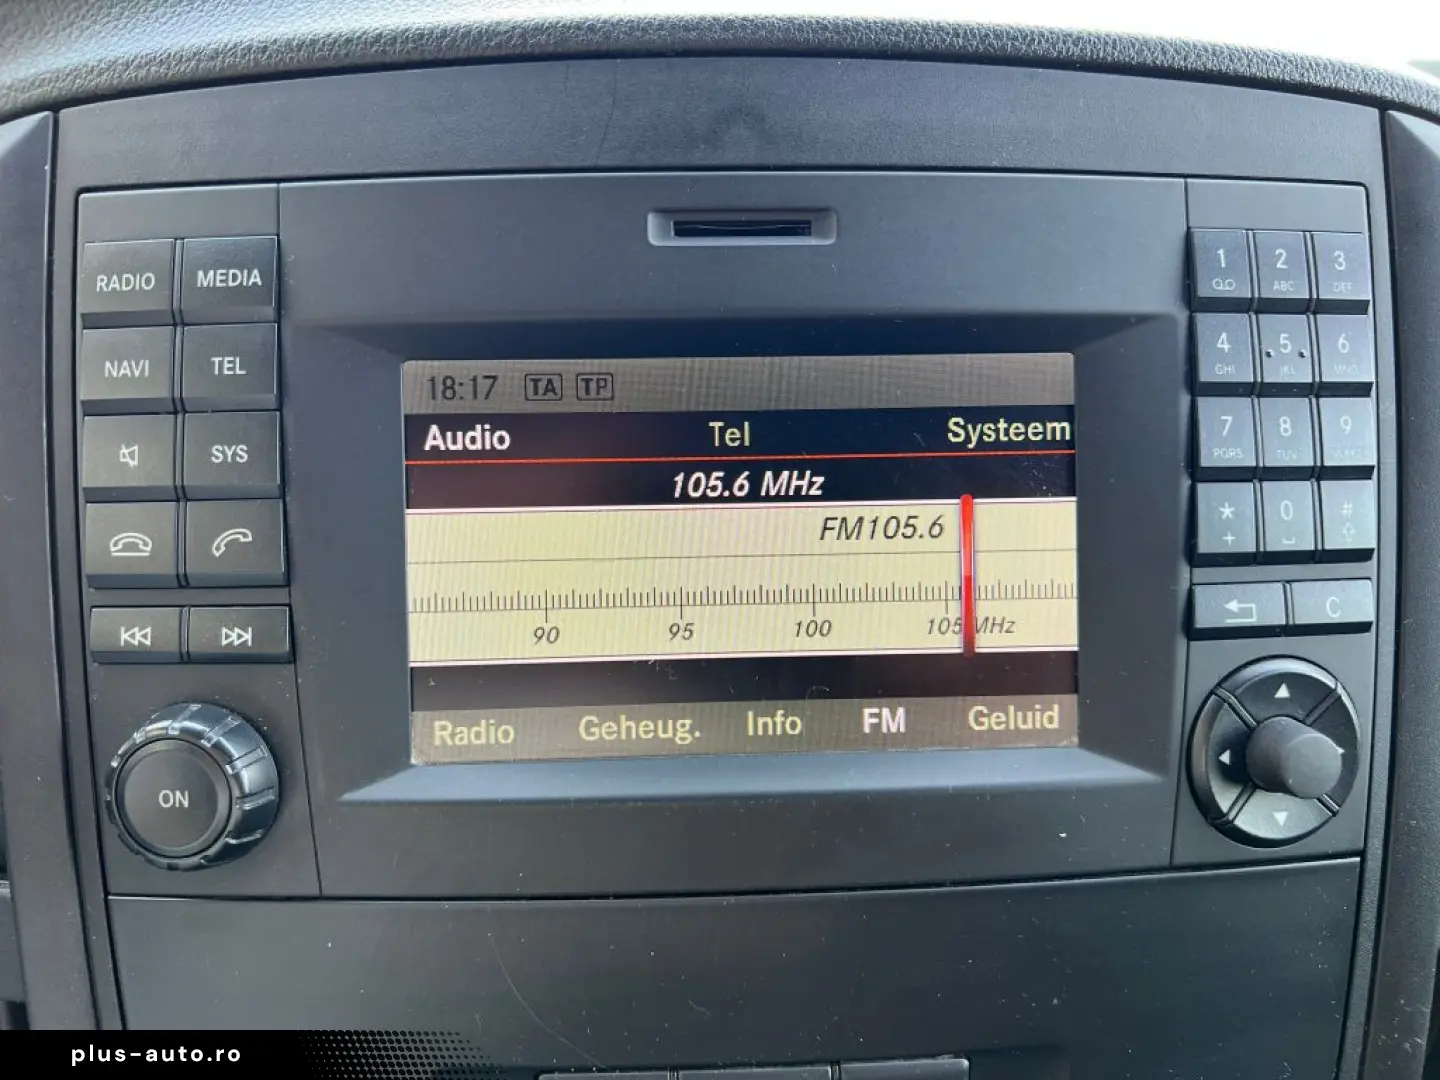 RADIO MEDIA
NAVI TEL
SYS
ON
18:17 TA TP
Audio Tel Systeem
105.6 MHz
FM105.6
90 95 100 105 MHz
Radio Geheug. Info FM Geluid
1 2 3
ABC DEF
4 5 6
GHI JKL MNO
7 8 9
PQRS TUV
* 0 #
+
C
plus-auto.ro